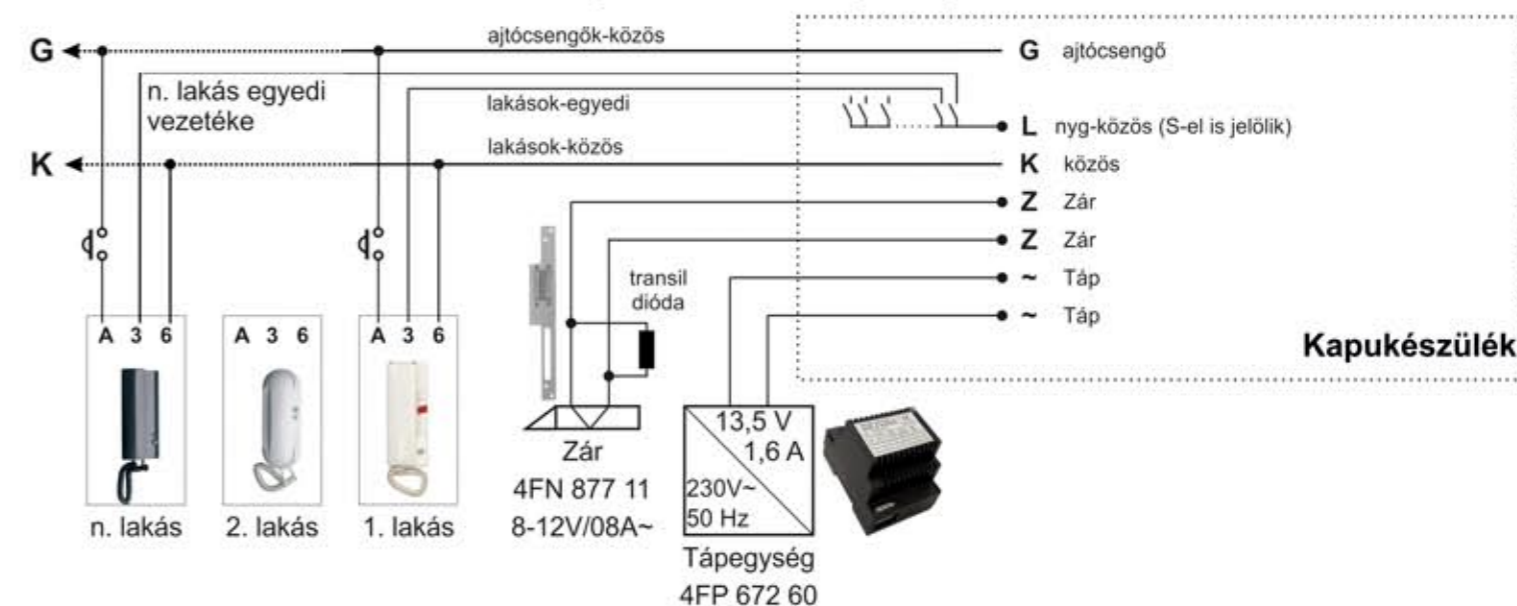 G
ajtócsengők-közös
G ajtócsengő
n. lakás egyedi
vezetéke
lakások-egyedi
L nyg-közös (S-el is jelölik)
K
lakások-közös
K közös
Z Zár
Z Zár
transil
dióda
~ Táp
~ Táp
Kapukészülék
A 3 6
A 3 6
A 3 6
n. lakás
2. lakás
1. lakás
Zár
4FN 877 11
8-12V/08A~
13,5 V
1,6 A
230V~
50 Hz
Tápegység
4FP 672 60